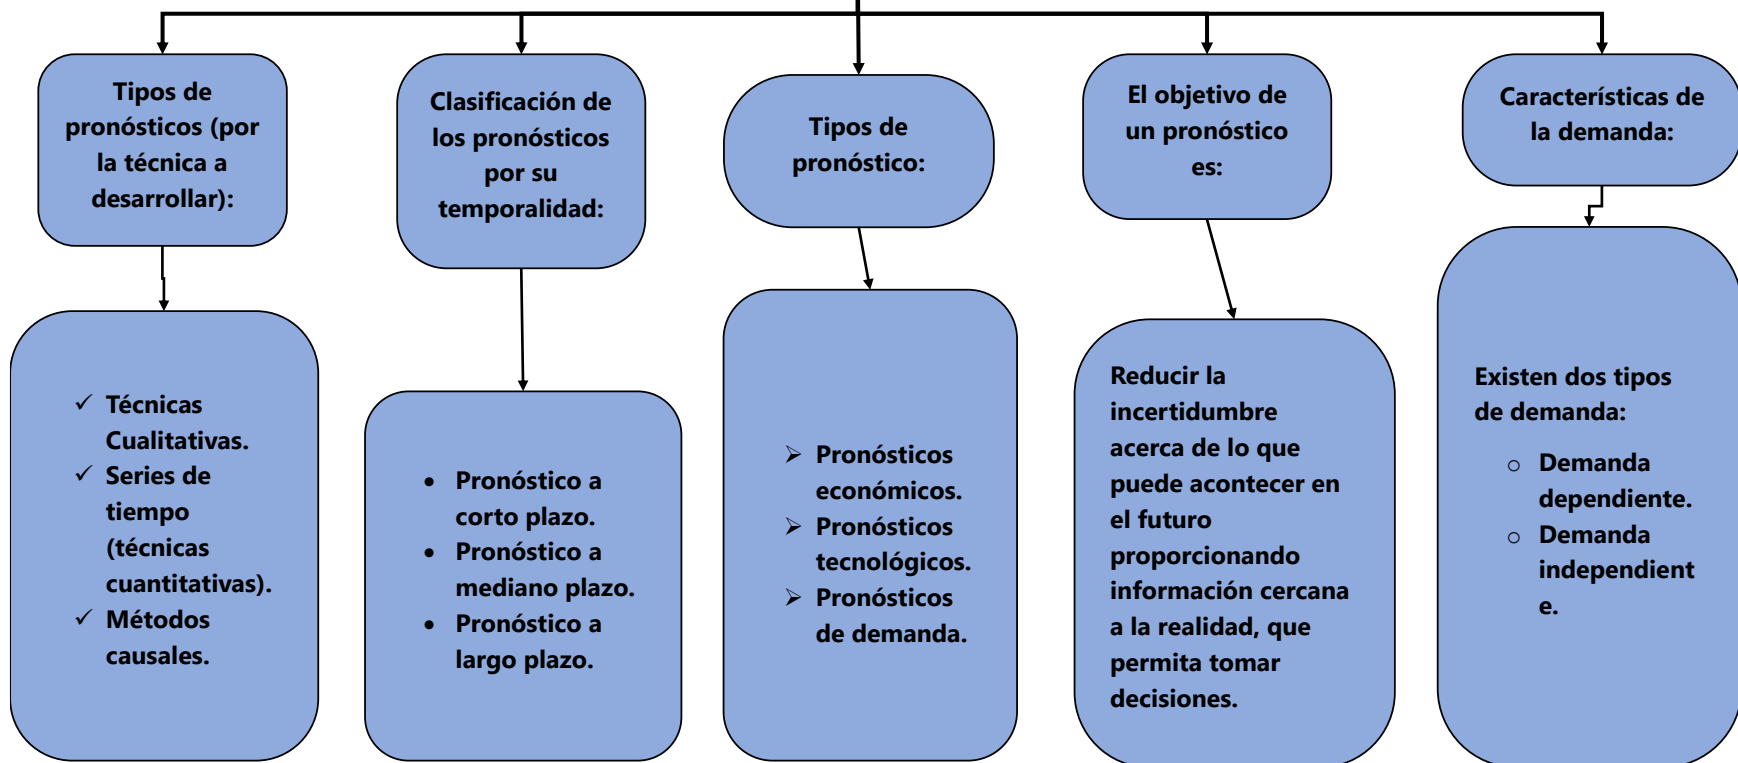 Tipos de
pronósticos (por
la técnica a
desarrollar):
Clasificación de
los pronósticos
por su
temporalidad:
Tipos de
pronóstico:
El objetivo de
un pronóstico
es:
Características de
la demanda:
✓ Técnicas
Cualitativas.
✓ Series de
tiempo
(técnicas
cuantitativas).
✓ Métodos
causales.
• Pronóstico a
corto plazo.
• Pronóstico a
mediano plazo.
• Pronóstico a
largo plazo.
➢ Pronósticos
económicos.
➢ Pronósticos
tecnológicos.
➢ Pronósticos
de demanda.
Reducir la
incertidumbre
acerca de lo que
puede acontecer en
el futuro
proporcionando
información cercana
a la realidad, que
permita tomar
decisiones.
Existen dos tipos
de demanda:
o Demanda
dependiente.
o Demanda
independient
e.